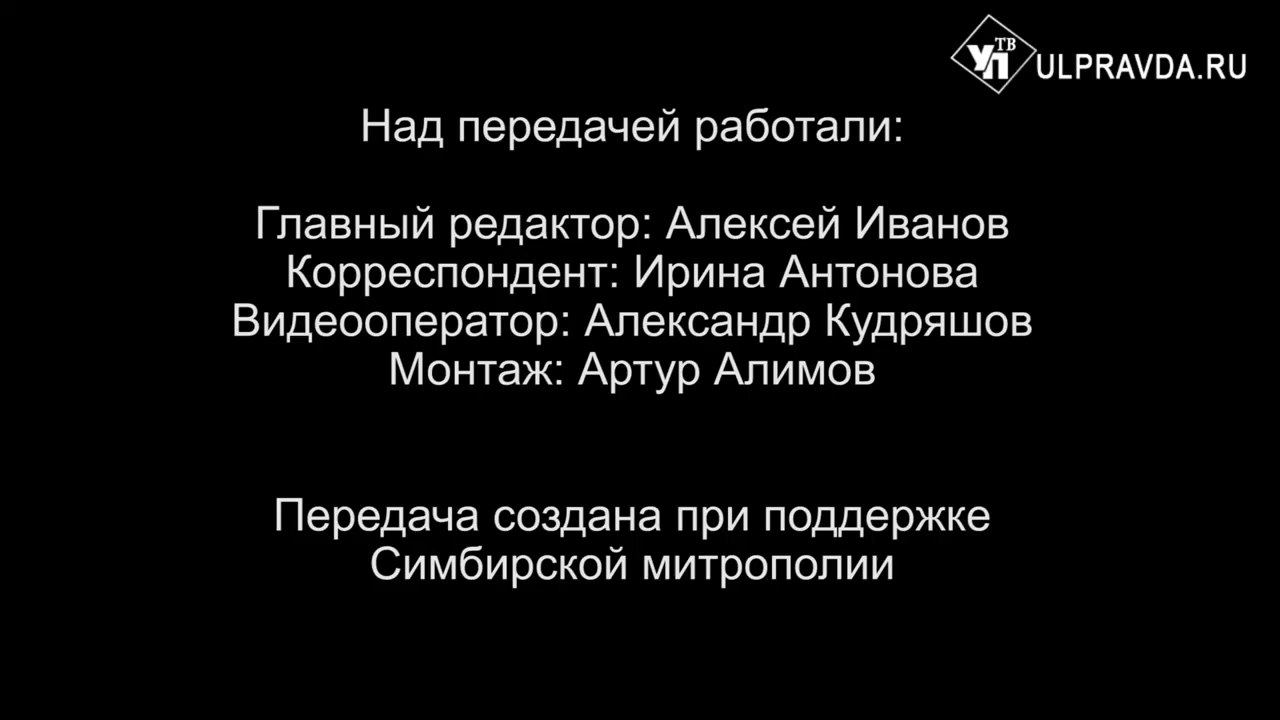 УП ТВ
ULPRAVDA.RU
Над передачей работали:
Главный редактор: Алексей Иванов
Корреспондент: Ирина Антонова
Видеооператор: Александр Кудряшов
Монтаж: Артур Алимов
Передача создана при поддержке
Симбирской митрополии